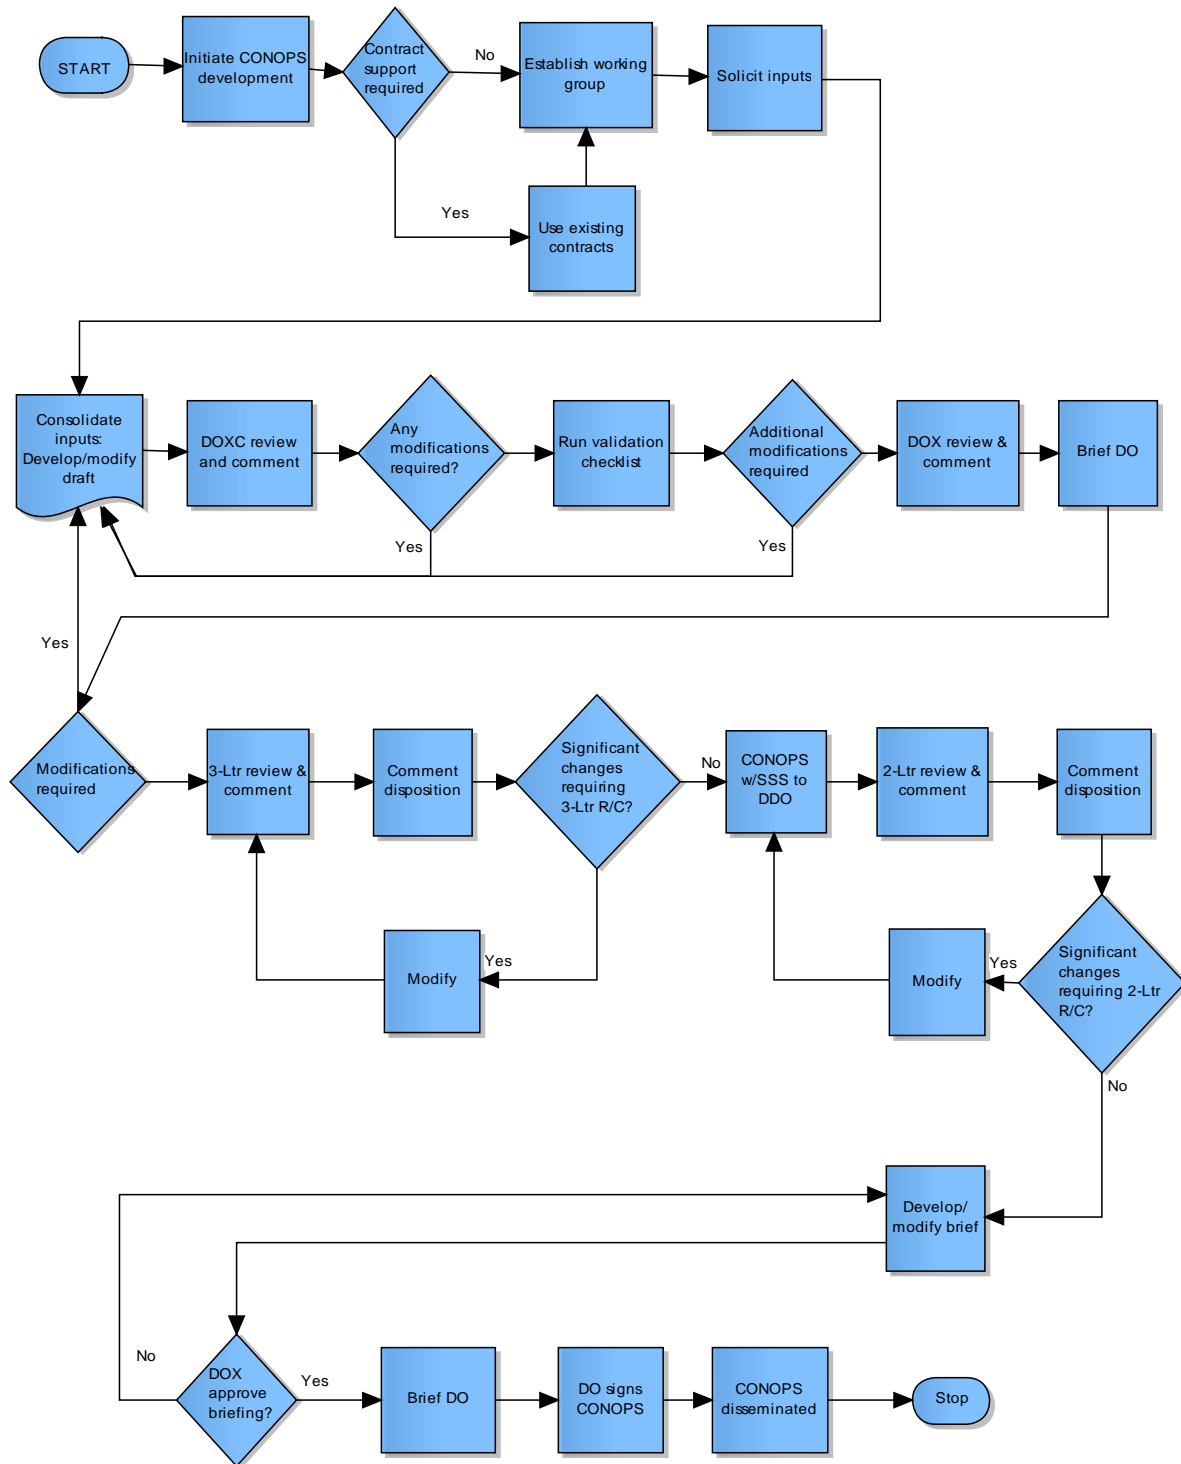 START
Initiate CONOPS
development
Contract
support
required
No
Establish working
group
Solicit inputs
Yes
Use existing
contracts
Consolidate
inputs:
Develop/modify
draft
DOXC review
and comment
Any
modifications
required?
Yes
Run validation
checklist
Additional
modifications
required
Yes
DOX review &
comment
Brief DO
Yes
Modifications
required
3-Ltr review &
comment
Comment
disposition
Significant
changes
requiring
3-Ltr R/C?
No
Yes
Modify
CONOPS
w/SSS to
DDO
2-Ltr review &
comment
Comment
disposition
Significant
changes
requiring 2-Ltr
R/C?
Yes
Modify
No
Develop/
modify brief
No
DOX
approve
briefing?
Yes
Brief DO
DO signs
CONOPS
CONOPS
disseminated
Stop